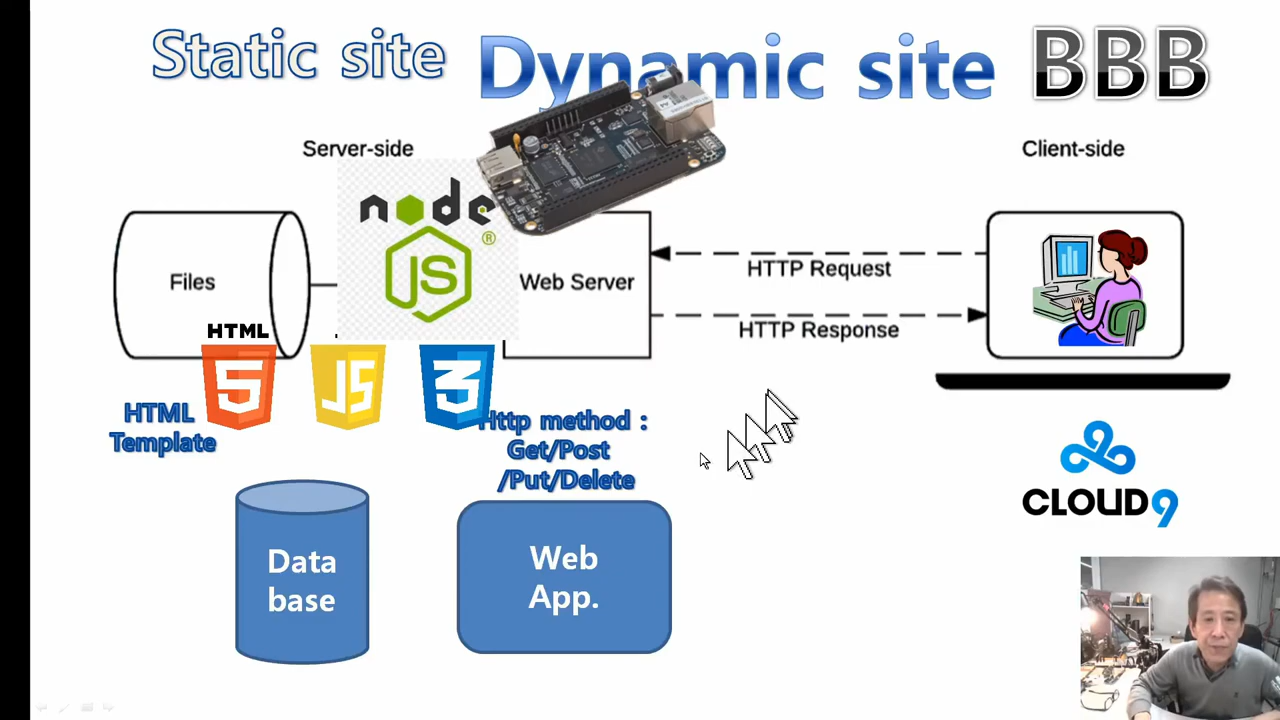 Static site
Dynamic site
BBB
Server-side
Client-side
node
®
JS
Files
Web Server
HTTP Request
HTTP Response
HTML
5
JS
3
HTML
Template
Http method :
Get/Post
/Put/Delete
CLOUD9
Data
base
Web
App.